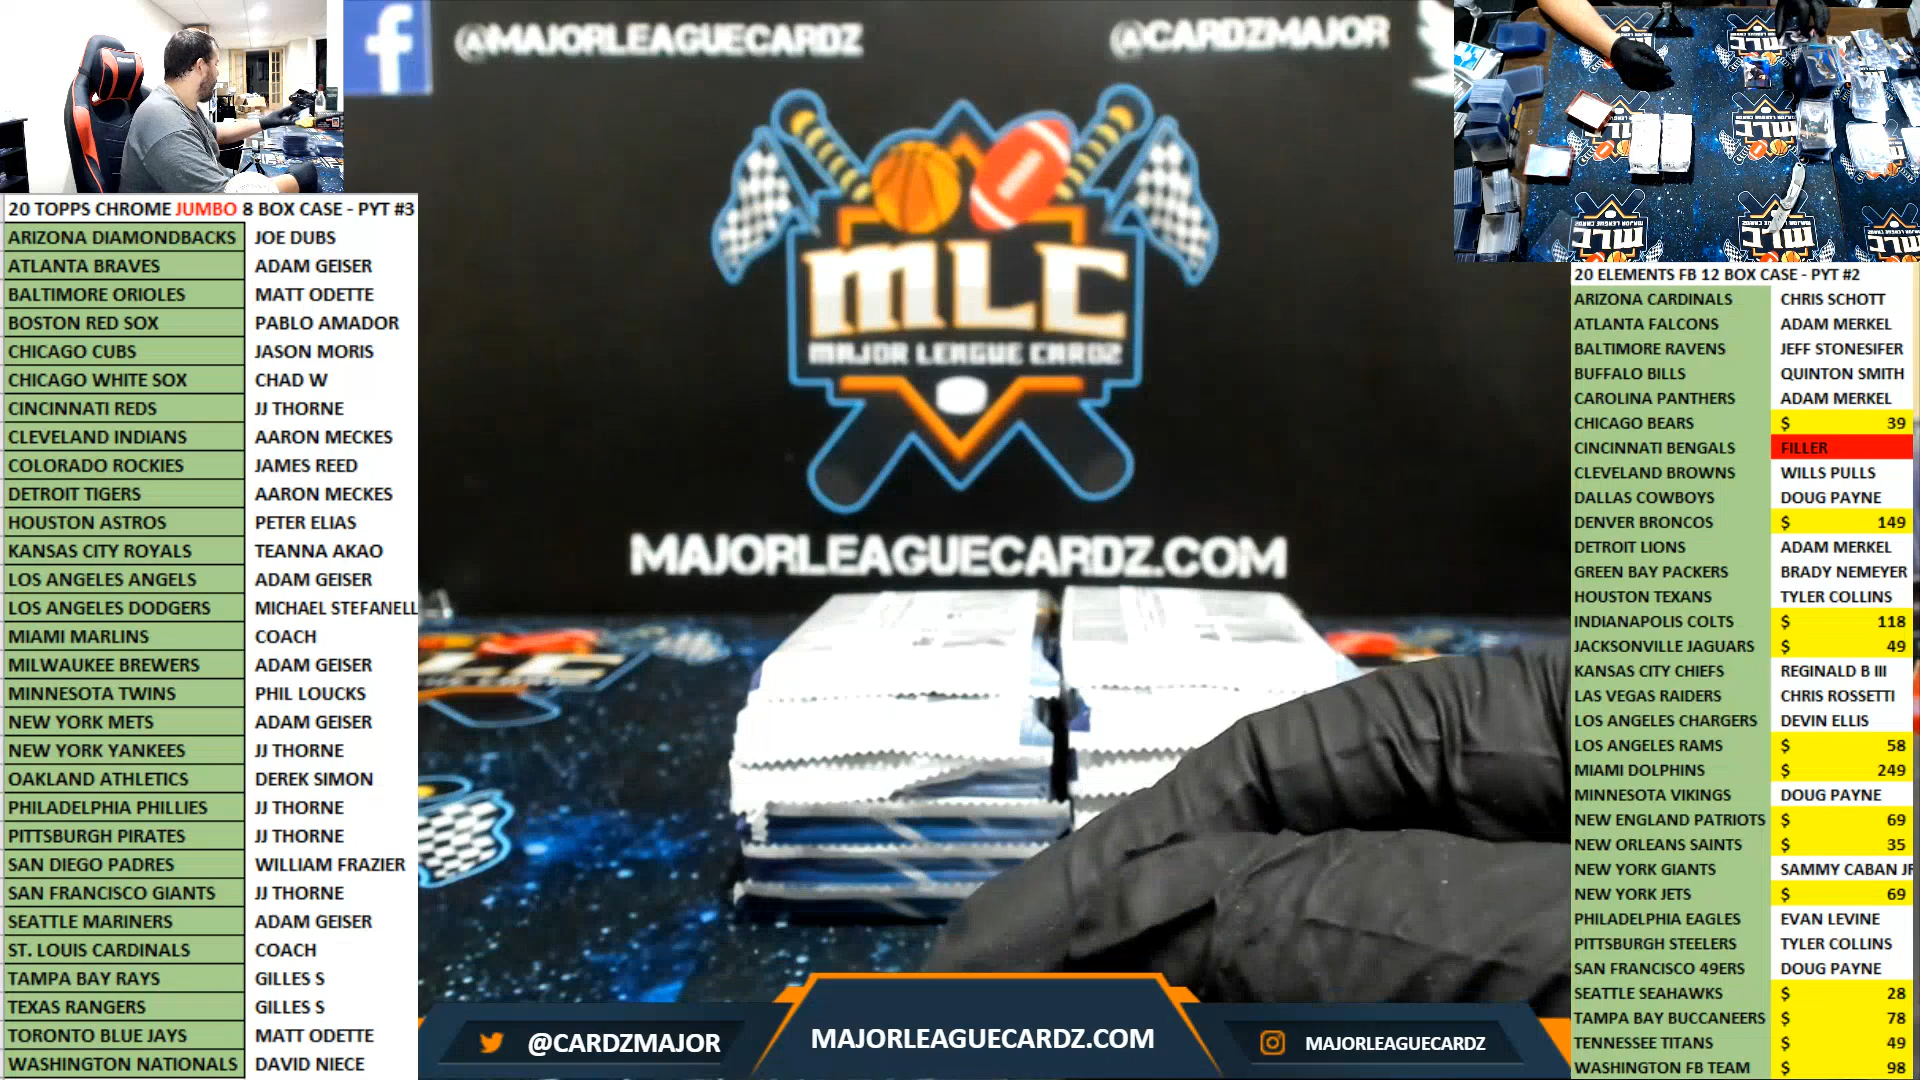 @MAJORLEAGUECARDZ
@CARDZMAJOR
MLC
MAJOR LEAGUE CARDZ
MAJORLEAGUECARDZ.COM
20 TOPPS CHROME JUMBO 8 BOX CASE - PYT #3
ARIZONA DIAMONDBACKS JOE DUBS
ATLANTA BRAVES ADAM GEISER
BALTIMORE ORIOLES MATT ODETTE
BOSTON RED SOX PABLO AMADOR
CHICAGO CUBS JASON MORIS
CHICAGO WHITE SOX CHAD W
CINCINNATI REDS JJ THORNE
CLEVELAND INDIANS AARON MECKES
COLORADO ROCKIES JAMES REED
DETROIT TIGERS AARON MECKES
HOUSTON ASTROS PETER ELIAS
KANSAS CITY ROYALS TEANNA AKAO
LOS ANGELES ANGELS ADAM GEISER
LOS ANGELES DODGERS MICHAEL STEFANELL
MIAMI MARLINS COACH
MILWAUKEE BREWERS ADAM GEISER
MINNESOTA TWINS PHIL LOUCKS
NEW YORK METS ADAM GEISER
NEW YORK YANKEES JJ THORNE
OAKLAND ATHLETICS DEREK SIMON
PHILADELPHIA PHILLIES JJ THORNE
PITTSBURGH PIRATES JJ THORNE
SAN DIEGO PADRES WILLIAM FRAZIER
SAN FRANCISCO GIANTS JJ THORNE
SEATTLE MARINERS ADAM GEISER
ST. LOUIS CARDINALS COACH
TAMPA BAY RAYS GILLES S
TEXAS RANGERS GILLES S
TORONTO BLUE JAYS MATT ODETTE
WASHINGTON NATIONALS DAVID NIECE
20 ELEMENTS FB 12 BOX CASE - PYT #2
ARIZONA CARDINALS CHRIS SCHOTT
ATLANTA FALCONS ADAM MERKEL
BALTIMORE RAVENS JEFF STONESIFER
BUFFALO BILLS QUINTON SMITH
CAROLINA PANTHERS ADAM MERKEL
CHICAGO BEARS $ 39
CINCINNATI BENGALS FILLER
CLEVELAND BROWNS WILLS PULLS
DALLAS COWBOYS DOUG PAYNE
DENVER BRONCOS $ 149
DETROIT LIONS ADAM MERKEL
GREEN BAY PACKERS BRADY NEMEYER
HOUSTON TEXANS TYLER COLLINS
INDIANAPOLIS COLTS $ 118
JACKSONVILLE JAGUARS $ 49
KANSAS CITY CHIEFS REGINALD B III
LAS VEGAS RAIDERS CHRIS ROSSETTI
LOS ANGELES CHARGERS DEVIN ELLIS
LOS ANGELES RAMS $ 58
MIAMI DOLPHINS $ 249
MINNESOTA VIKINGS DOUG PAYNE
NEW ENGLAND PATRIOTS $ 69
NEW ORLEANS SAINTS $ 35
NEW YORK GIANTS SAMMY CABAN JR
NEW YORK JETS $ 69
PHILADELPHIA EAGLES EVAN LEVINE
PITTSBURGH STEELERS TYLER COLLINS
SAN FRANCISCO 49ERS DOUG PAYNE
SEATTLE SEAHAWKS $ 28
TAMPA BAY BUCCANEERS $ 78
TENNESSEE TITANS $ 49
WASHINGTON FB TEAM $ 98
@CARDZMAJOR
MAJORLEAGUECARDZ.COM
MAJORLEAGUECARDZ